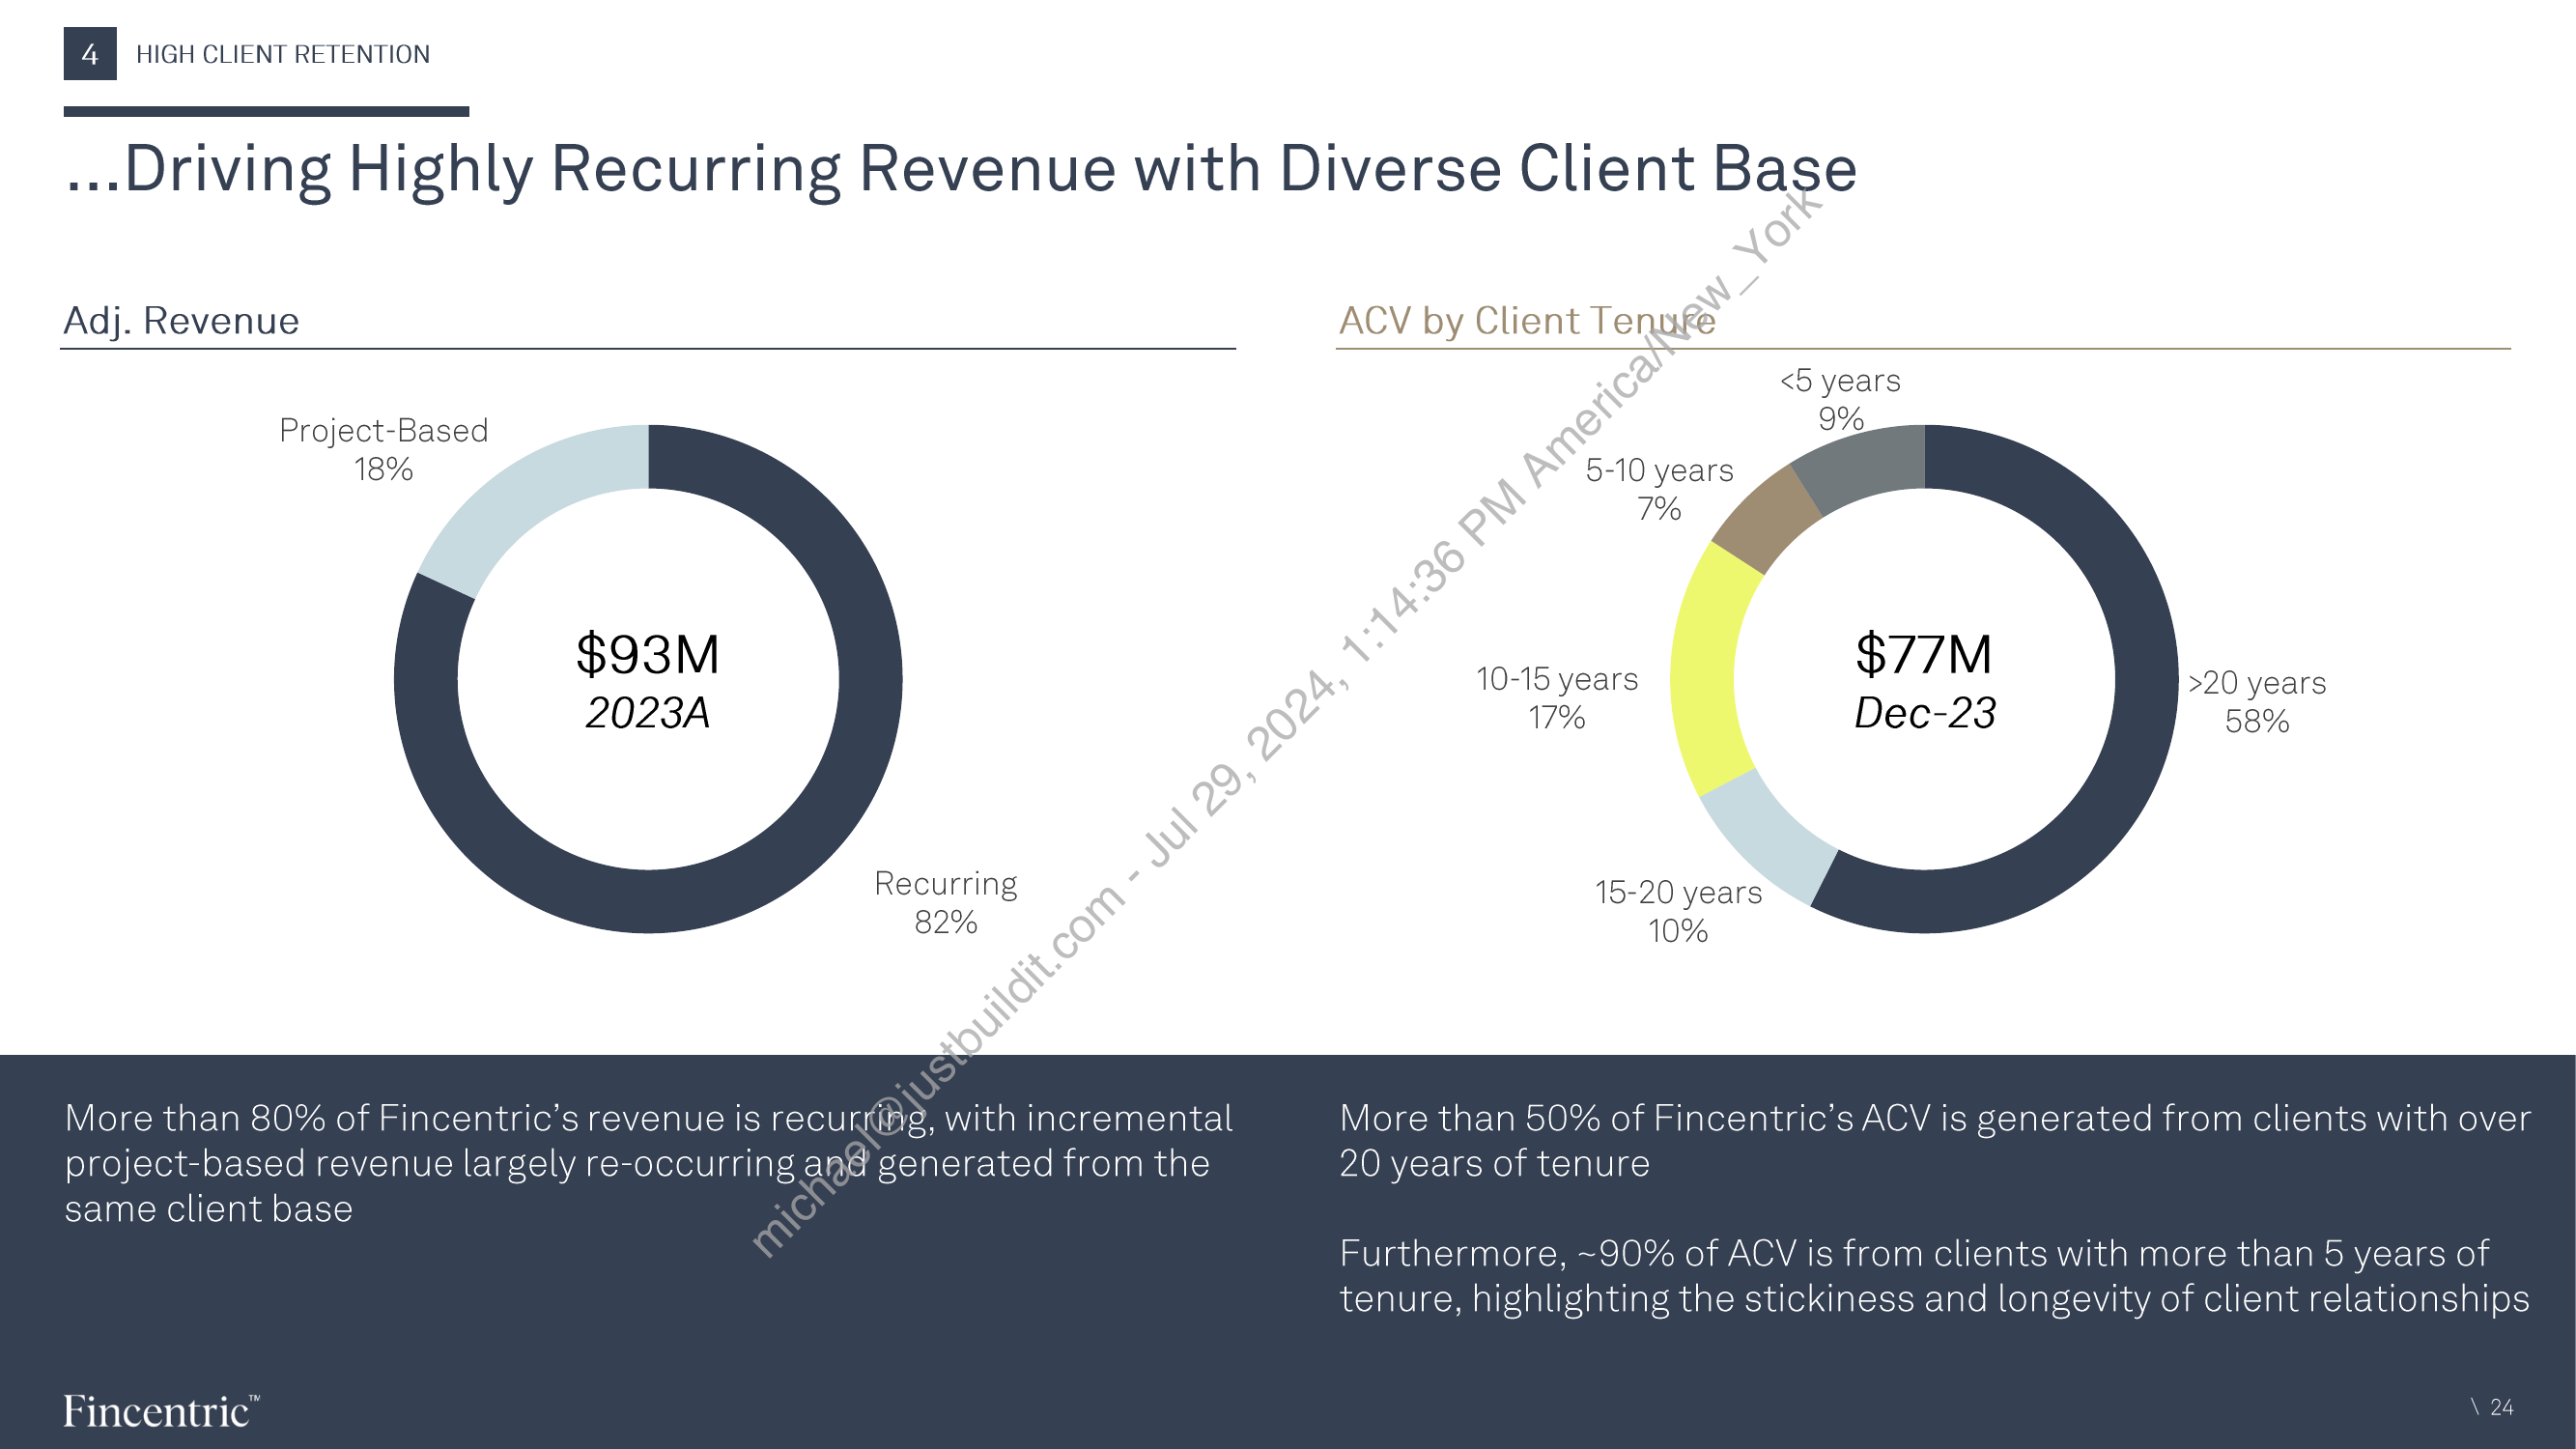 4 HIGH CLIENT RETENTION
...Driving Highly Recurring Revenue with Diverse Client Base
Adj. Revenue
Project-Based
18%
$93M
2023A
Recurring
82%
ACV by Client Tenure
<5 years
9%
5-10 years
7%
10-15 years
17%
15-20 years
10%
$77M
Dec-23
>20 years
58%
More than 80% of Fincentric’s revenue is recurring, with incremental
project-based revenue largely re-occurring and generated from the
same client base
More than 50% of Fincentric’s ACV is generated from clients with over
20 years of tenure
Furthermore, ~90% of ACV is from clients with more than 5 years of
tenure, highlighting the stickiness and longevity of client relationships
michael@justbuildit.com - Jul 29, 2024, 1:14:36 PM America/New_York
Fincentric™
\ 24